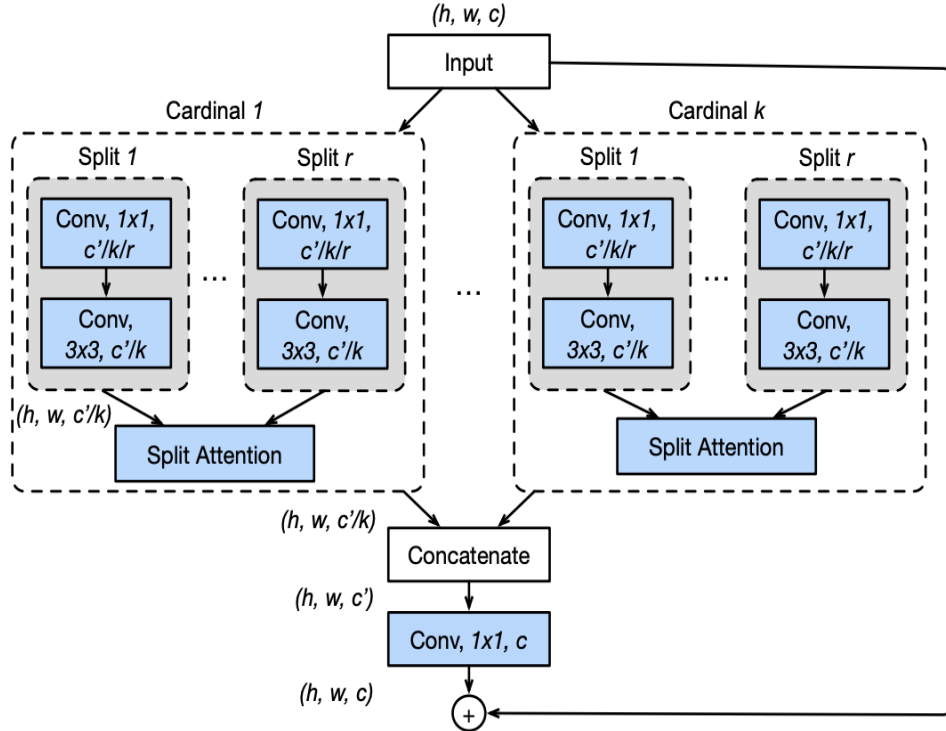 (h, w, c)
Input
Cardinal 1
Cardinal k
Split 1
Split r
Split 1
Split r
Conv, 1x1,
c'/k/r
Conv, 1x1,
c'/k/r
Conv, 1x1,
c'/k/r
Conv, 1x1,
c'/k/r
...
...
...
Conv,
3x3, c'/k
Conv,
3x3, c'/k
Conv,
3x3, c'/k
Conv,
3x3, c'/k
(h, w, c'/k)
Split Attention
Split Attention
(h, w, c'/k)
Concatenate
(h, w, c')
Conv, 1x1, c
(h, w, c)
+